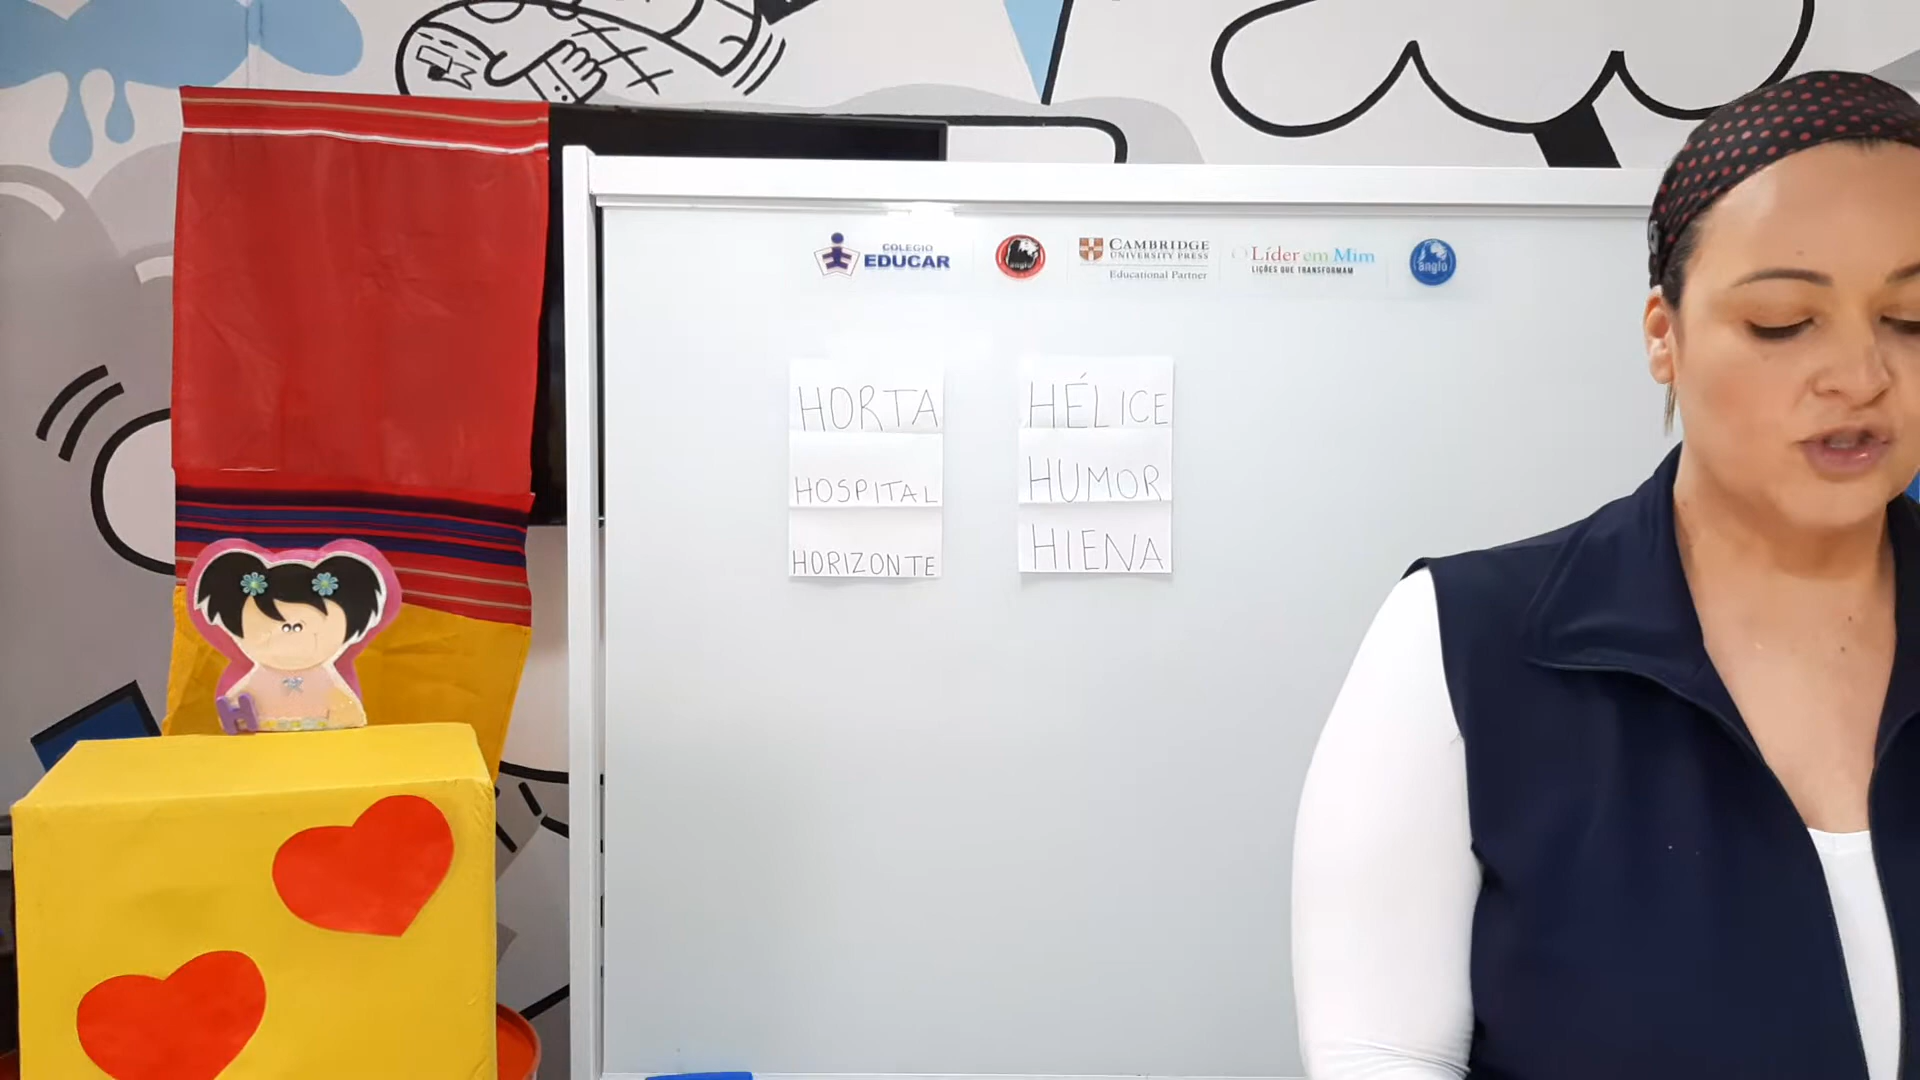 COLEGIO
EDUCAR
anglo
CAMBRIDGE
UNIVERSITY PRESS
Educational Partner
O Líder em Mim
LIÇÕES QUE TRANSFORMAM
anglo
HORTA
HOSPITAL
HORIZONTE
HÉLICE
HUMOR
HIENA
H